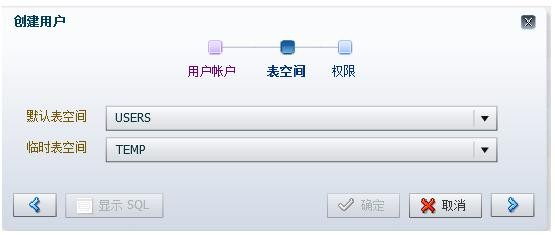 创建用户
用户帐户 表空间 权限
默认表空间 USERS
临时表空间 TEMP
显示 SQL 确定 取消